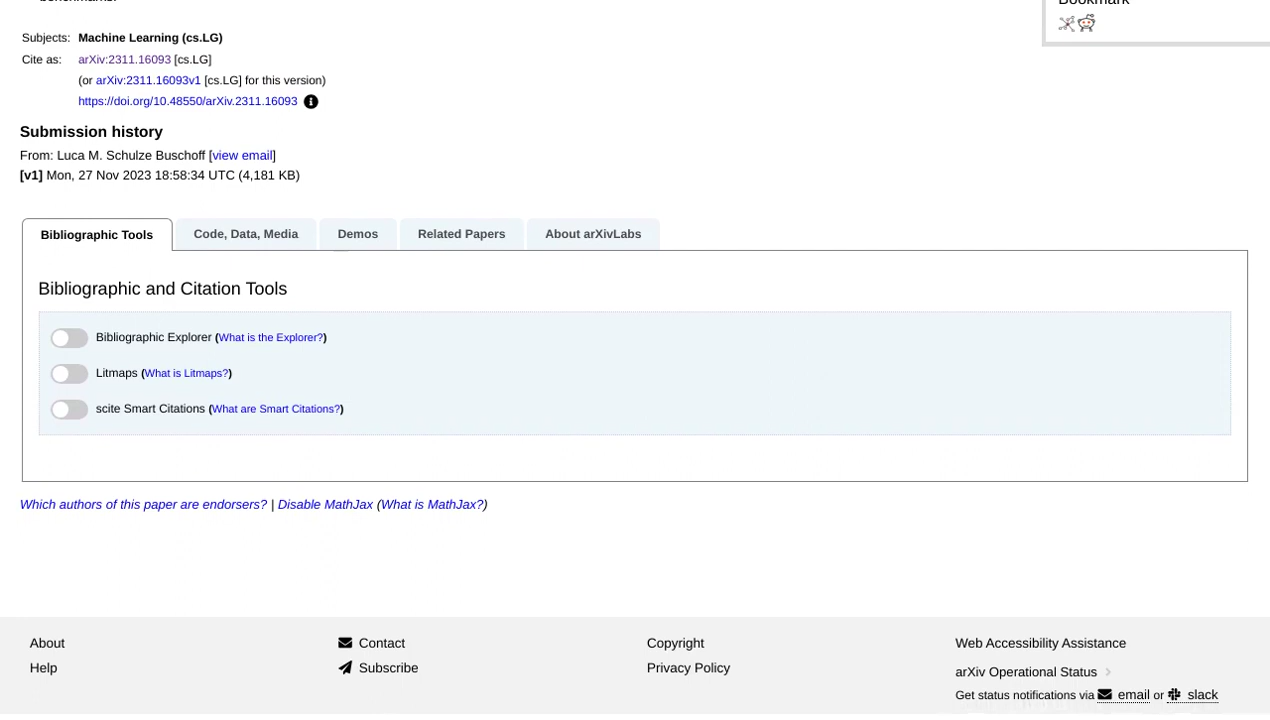 Bookmark
Subjects: Machine Learning (cs.LG)
Cite as: arXiv:2311.16093 [cs.LG]
(or arXiv:2311.16093v1 [cs.LG] for this version)
https://doi.org/10.48550/arXiv.2311.16093
Submission history
From: Luca M. Schulze Buschoff [view email]
[v1] Mon, 27 Nov 2023 18:58:34 UTC (4,181 KB)
Bibliographic Tools
Code, Data, Media
Demos
Related Papers
About arXivLabs
Bibliographic and Citation Tools
Bibliographic Explorer (What is the Explorer?)
Litmaps (What is Litmaps?)
scite Smart Citations (What are Smart Citations?)
Which authors of this paper are endorsers? | Disable MathJax (What is MathJax?)
About
Help
Contact
Subscribe
Copyright
Privacy Policy
Web Accessibility Assistance
arXiv Operational Status
Get status notifications via email or slack